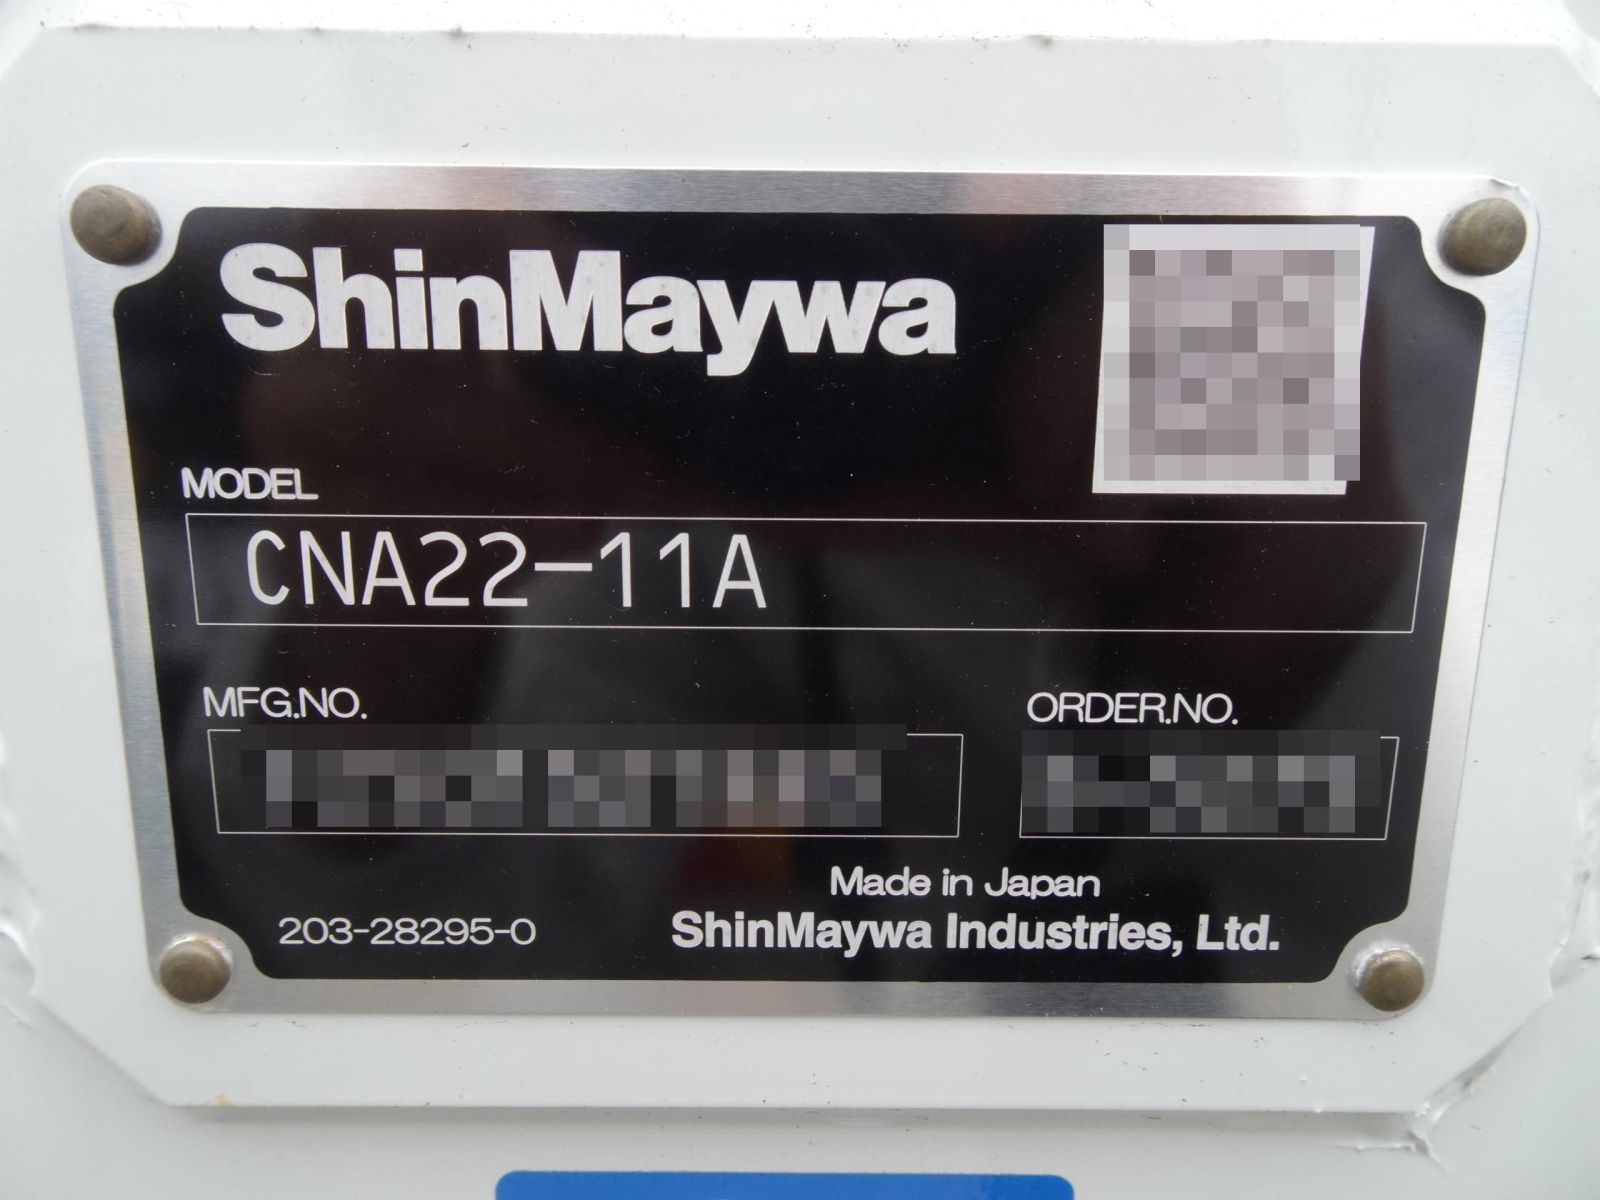 ShinMaywa
MODEL
CNA22-11A
MFG.NO.
ORDER.NO.
Made in Japan
203-28295-0
ShinMaywa Industries, Ltd.